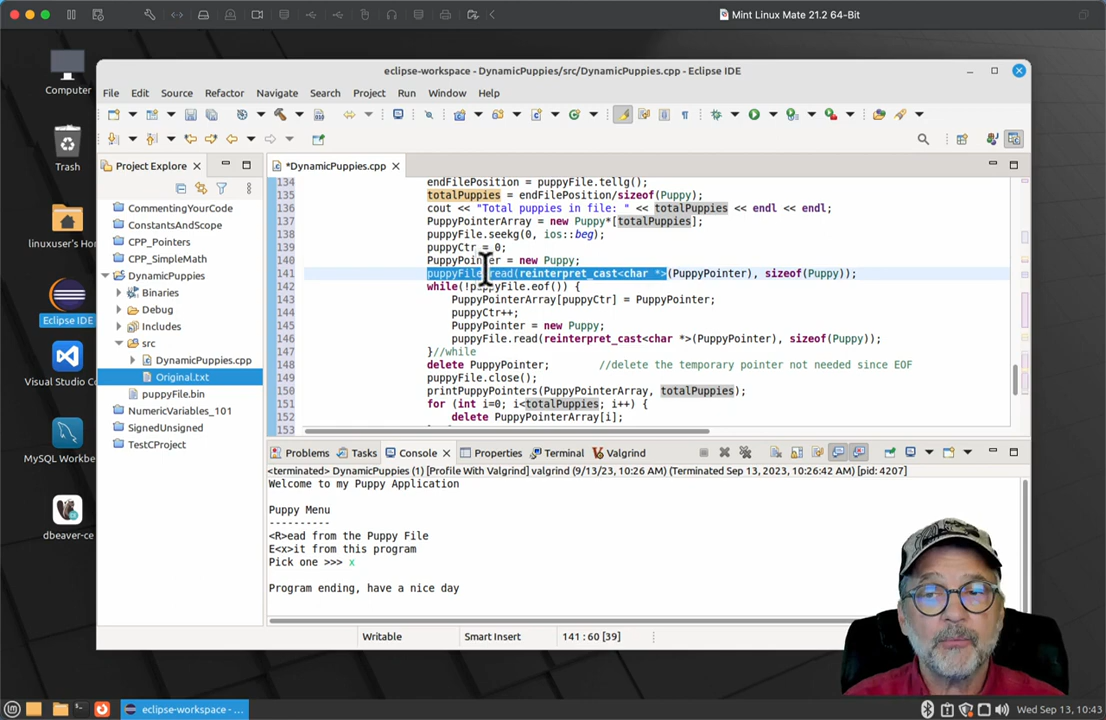 Mint Linux Mate 21.2 64-Bit
Computer
Trash
linuxuser's Hom
Eclipse IDE
Visual Studio Co
MySQL Workbe
dbeaver-ce
eclipse-workspace - DynamicPuppies/src/DynamicPuppies.cpp - Eclipse IDE
File Edit Source Refactor Navigate Search Project Run Window Help
Project Explore
CommentingYourCode
ConstantsAndScope
CPP_Pointers
CPP_SimpleMath
DynamicPuppies
Binaries
Debug
Includes
src
DynamicPuppies.cpp
Original.txt
puppyFile.bin
NumericVariables_101
SignedUnsigned
TestCProject
*DynamicPuppies.cpp
134 endFilePosition = puppyFile.tellg();
135 totalPuppies = endFilePosition/sizeof(Puppy);
136 cout << "Total puppies in file: " << totalPuppies << endl << endl;
137 PuppyPointerArray = new Puppy*[totalPuppies];
138 puppyFile.seekg(0, ios::beg);
139 puppyCtr = 0;
140 PuppyPointer = new Puppy;
141 puppyFile.read(reinterpret_cast<char *>(PuppyPointer), sizeof(Puppy));
142 while(!puppyFile.eof()) {
143 PuppyPointerArray[puppyCtr] = PuppyPointer;
144 puppyCtr++;
145 PuppyPointer = new Puppy;
146 puppyFile.read(reinterpret_cast<char *>(PuppyPointer), sizeof(Puppy));
147 }//while
148 delete PuppyPointer; //delete the temporary pointer not needed since EOF
149 puppyFile.close();
150 printPuppyPointers(PuppyPointerArray, totalPuppies);
151 for (int i=0; i<totalPuppies; i++) {
152 delete PuppyPointerArray[i];
153
Problems Tasks Console Properties Terminal Valgrind
<terminated> DynamicPuppies (1) [Profile With Valgrind] valgrind (9/13/23, 10:26 AM) (Terminated Sep 13, 2023, 10:26:42 AM) [pid: 4207]
Welcome to my Puppy Application
Puppy Menu
----------
<R>ead from the Puppy File
E<x>it from this program
Pick one >>> x
Program ending, have a nice day
Writable Smart Insert 141 : 60 [39]
eclipse-workspace - ...
Wed Sep 13, 10:43